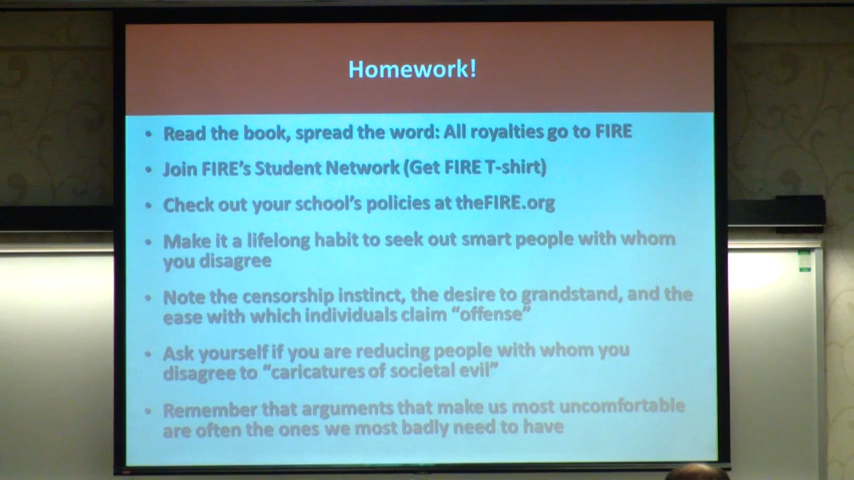 Homework!
• Read the book, spread the word: All royalties go to FIRE
• Join FIRE's Student Network (Get FIRE T-shirt)
• Check out your school's policies at theFIRE.org
• Make it a lifelong habit to seek out smart people with whom
you disagree
• Note the censorship instinct, the desire to grandstand, and the
ease with which individuals claim “offense”
• Ask yourself if you are reducing people with whom you
disagree to “caricatures of societal evil”
• Remember that arguments that make us most uncomfortable
are often the ones we most badly need to have